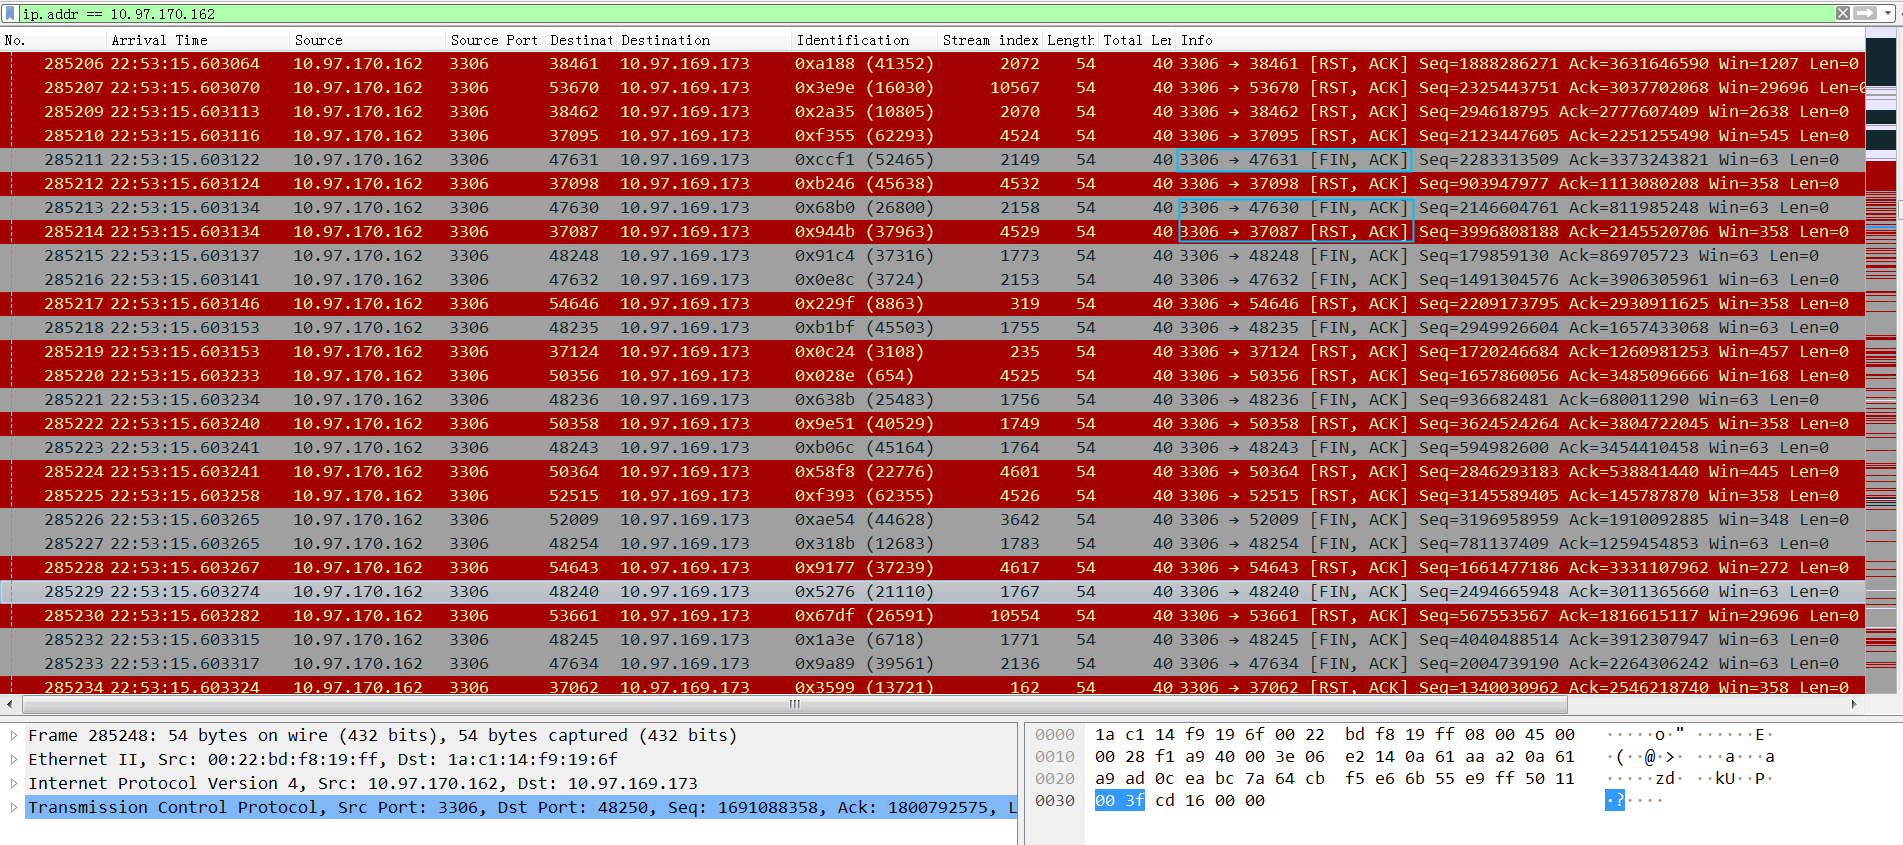 ip.addr == 10.97.170.162
No. Arrival Time Source Source Port Destinat Destination Identification Stream index Length Total Le Info
285206 22:53:15.603064 10.97.170.162 3306 38461 10.97.169.173 0xa188 (41352) 2072 54 40 3306 → 38461 [RST, ACK] Seq=1888286271 Ack=3631646590 Win=1207 Len=0
285207 22:53:15.603070 10.97.170.162 3306 53670 10.97.169.173 0x3e9e (16030) 10567 54 40 3306 → 53670 [RST, ACK] Seq=2325443751 Ack=3037702068 Win=29696 Len=0
285209 22:53:15.603113 10.97.170.162 3306 38462 10.97.169.173 0x2a35 (10805) 2070 54 40 3306 → 38462 [RST, ACK] Seq=294618795 Ack=2777607409 Win=2638 Len=0
285210 22:53:15.603116 10.97.170.162 3306 37095 10.97.169.173 0xf355 (62293) 4524 54 40 3306 → 37095 [RST, ACK] Seq=2123447605 Ack=2251255490 Win=545 Len=0
285211 22:53:15.603122 10.97.170.162 3306 47631 10.97.169.173 0xccf1 (52465) 2149 54 40 3306 → 47631 [FIN, ACK] Seq=2283313509 Ack=3373243821 Win=63 Len=0
285212 22:53:15.603124 10.97.170.162 3306 37098 10.97.169.173 0xb246 (45638) 4532 54 40 3306 → 37098 [RST, ACK] Seq=903947977 Ack=1113080208 Win=358 Len=0
285213 22:53:15.603134 10.97.170.162 3306 47630 10.97.169.173 0x68b0 (26800) 2158 54 40 3306 → 47630 [FIN, ACK] Seq=2146604761 Ack=811985248 Win=63 Len=0
285214 22:53:15.603134 10.97.170.162 3306 37087 10.97.169.173 0x944b (37963) 4529 54 40 3306 → 37087 [RST, ACK] Seq=3996808188 Ack=2145520706 Win=358 Len=0
285215 22:53:15.603137 10.97.170.162 3306 48248 10.97.169.173 0x91c4 (37316) 1773 54 40 3306 → 48248 [FIN, ACK] Seq=179859130 Ack=869705723 Win=63 Len=0
285216 22:53:15.603141 10.97.170.162 3306 47632 10.97.169.173 0x0e8c (3724) 2153 54 40 3306 → 47632 [FIN, ACK] Seq=1491304576 Ack=3906305961 Win=63 Len=0
285217 22:53:15.603146 10.97.170.162 3306 54646 10.97.169.173 0x229f (8863) 319 54 40 3306 → 54646 [RST, ACK] Seq=2209173795 Ack=2930911625 Win=358 Len=0
285218 22:53:15.603153 10.97.170.162 3306 48235 10.97.169.173 0xb1bf (45503) 1755 54 40 3306 → 48235 [FIN, ACK] Seq=2949926604 Ack=1657433068 Win=63 Len=0
285219 22:53:15.603153 10.97.170.162 3306 37124 10.97.169.173 0x0c24 (3108) 235 54 40 3306 → 37124 [RST, ACK] Seq=1720246684 Ack=1260981253 Win=457 Len=0
285220 22:53:15.603233 10.97.170.162 3306 50356 10.97.169.173 0x028e (654) 4525 54 40 3306 → 50356 [RST, ACK] Seq=1657860056 Ack=3485096666 Win=168 Len=0
285221 22:53:15.603234 10.97.170.162 3306 48236 10.97.169.173 0x638b (25483) 1756 54 40 3306 → 48236 [FIN, ACK] Seq=936682481 Ack=680011290 Win=63 Len=0
285222 22:53:15.603240 10.97.170.162 3306 50358 10.97.169.173 0x9e51 (40529) 1749 54 40 3306 → 50358 [RST, ACK] Seq=3624524264 Ack=3804722045 Win=358 Len=0
285223 22:53:15.603241 10.97.170.162 3306 48243 10.97.169.173 0xb06c (45164) 1764 54 40 3306 → 48243 [FIN, ACK] Seq=594982600 Ack=3454410458 Win=63 Len=0
285224 22:53:15.603241 10.97.170.162 3306 50364 10.97.169.173 0x58f8 (22776) 4601 54 40 3306 → 50364 [RST, ACK] Seq=2846293183 Ack=538841440 Win=445 Len=0
285225 22:53:15.603258 10.97.170.162 3306 52515 10.97.169.173 0xf393 (62355) 4526 54 40 3306 → 52515 [RST, ACK] Seq=3145589405 Ack=145787870 Win=358 Len=0
285226 22:53:15.603265 10.97.170.162 3306 52009 10.97.169.173 0xae54 (44628) 3642 54 40 3306 → 52009 [FIN, ACK] Seq=3196958959 Ack=1910092885 Win=348 Len=0
285227 22:53:15.603265 10.97.170.162 3306 48254 10.97.169.173 0x318b (12683) 1783 54 40 3306 → 48254 [FIN, ACK] Seq=781137409 Ack=1259454853 Win=63 Len=0
285228 22:53:15.603267 10.97.170.162 3306 54643 10.97.169.173 0x9177 (37239) 4617 54 40 3306 → 54643 [RST, ACK] Seq=1661477186 Ack=3331107962 Win=272 Len=0
285229 22:53:15.603274 10.97.170.162 3306 48240 10.97.169.173 0x5276 (21110) 1767 54 40 3306 → 48240 [FIN, ACK] Seq=2494665948 Ack=3011365660 Win=63 Len=0
285230 22:53:15.603282 10.97.170.162 3306 53661 10.97.169.173 0x67df (26591) 10554 54 40 3306 → 53661 [RST, ACK] Seq=567553567 Ack=1816615117 Win=29696 Len=0
285232 22:53:15.603315 10.97.170.162 3306 48245 10.97.169.173 0x1a3e (6718) 1771 54 40 3306 → 48245 [FIN, ACK] Seq=4040488514 Ack=3912307947 Win=63 Len=0
285233 22:53:15.603317 10.97.170.162 3306 47634 10.97.169.173 0x9a89 (39561) 2136 54 40 3306 → 47634 [FIN, ACK] Seq=2004739190 Ack=2264306242 Win=63 Len=0
285234 22:53:15.603324 10.97.170.162 3306 37062 10.97.169.173 0x3599 (13721) 162 54 40 3306 → 37062 [RST, ACK] Seq=1340030962 Ack=2546218740 Win=358 Len=0
Frame 285248: 54 bytes on wire (432 bits), 54 bytes captured (432 bits)
Ethernet II, Src: 00:22:bd:f8:19:ff, Dst: 1a:c1:14:f9:19:6f
Internet Protocol Version 4, Src: 10.97.170.162, Dst: 10.97.169.173
Transmission Control Protocol, Src Port: 3306, Dst Port: 48250, Seq: 1691088358, Ack: 1800792575, L
0000 1a c1 14 f9 19 6f 00 22 bd f8 19 ff 08 00 45 00 ·····o·" ······E·
0010 00 28 f1 a9 40 00 3e 06 e2 14 0a 61 aa a2 0a 61 ·(··@·>· ···a···a
0020 a9 ad 0c ea bc 7a 64 cb f5 e6 6b 55 e9 ff 50 11 ·····zd· ··kU··P·
0030 00 3f cd 16 00 00 ·?····